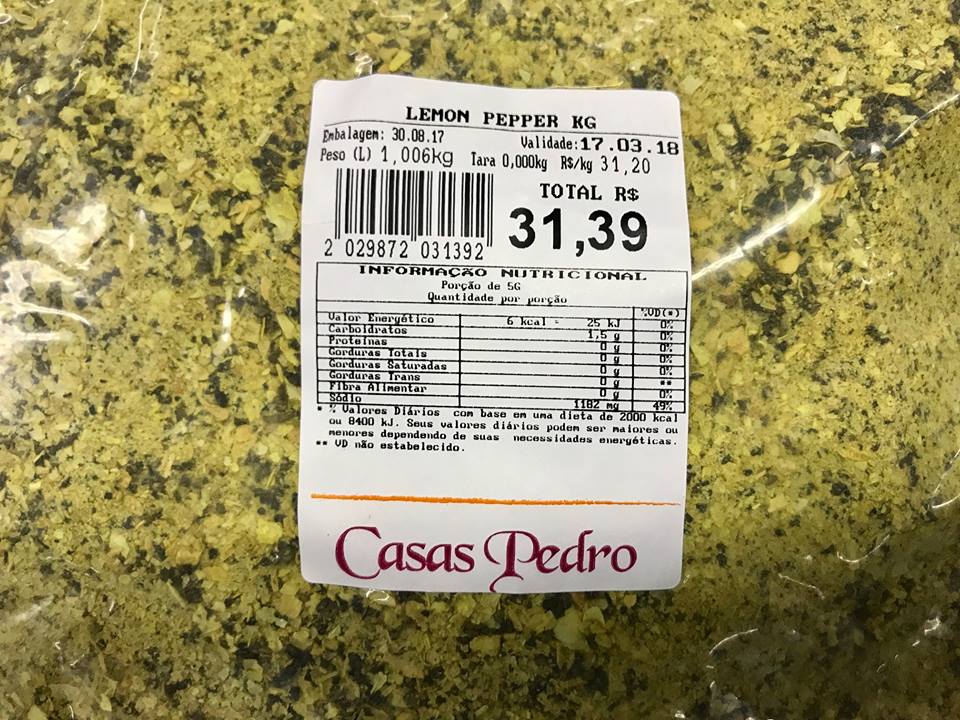 LEMON PEPPER KG
Embalagem: 30.08.17 Validade:17.03.18
Peso (L) 1,006kg Tara 0,000kg R$/kg 31,20
TOTAL R$
31,39
2 029872 031392
INFORMAÇÃO NUTRICIONAL
Porção de 5G
Quantidade por porção
%VD(*)
Valor Energético 6 kcal = 25 kJ 0%
Carboidratos 1,5 g 0%
Proteínas 0 g 0%
Gorduras Totais 0 g 0%
Gorduras Saturadas 0 g 0%
Gorduras Trans 0 g **
Fibra Alimentar 0 g 0%
Sódio 1182 mg 49%
* % Valores Diários com base em uma dieta de 2000 kcal
ou 8400 kJ. Seus valores diários podem ser maiores ou
menores dependendo de suas necessidades energéticas.
** VD não estabelecido.
Casas Pedro